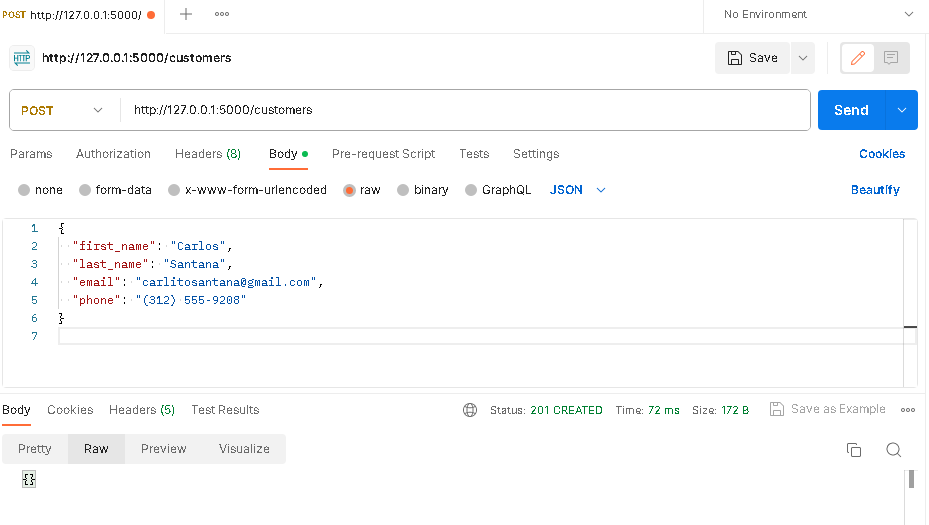 POST http://127.0.0.1:5000/
No Environment
HTTP http://127.0.0.1:5000/customers
Save
POST http://127.0.0.1:5000/customers Send
Params Authorization Headers (8) Body Pre-request Script Tests Settings Cookies
none form-data x-www-form-urlencoded raw binary GraphQL JSON Beautify
1 {
2 "first_name": "Carlos",
3 "last_name": "Santana",
4 "email": "carlitosantana@gmail.com",
5 "phone": "(312) 555-9208"
6 }
7
Body Cookies Headers (5) Test Results Status: 201 CREATED Time: 72 ms Size: 172 B Save as Example
Pretty Raw Preview Visualize
{}